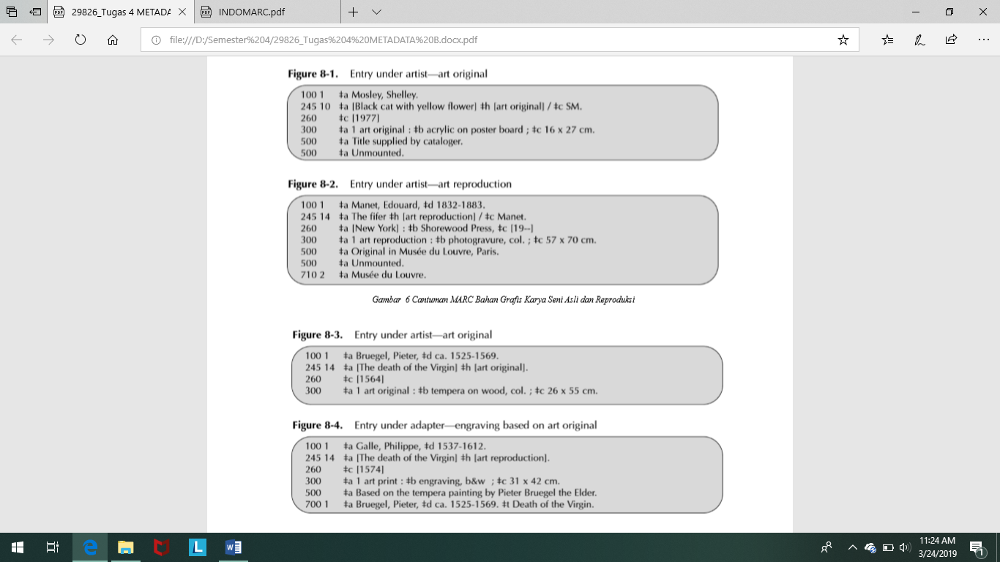 29826_Tugas 4 METADA
INDOMARC.pdf
file:///D:/Semester%204/29826_Tugas%204%20METADATA%20B.docx.pdf
Figure 8-1. Entry under artist—art original
100 1 ‡a Mosley, Shelley.
245 10 ‡a [Black cat with yellow flower] ‡h [art original] / ‡c SM.
260 ‡c [1977]
300 ‡a 1 art original : ‡b acrylic on poster board ; ‡c 16 x 27 cm.
500 ‡a Title supplied by cataloger.
500 ‡a Unmounted.
Figure 8-2. Entry under artist—art reproduction
100 1 ‡a Manet, Edouard, ‡d 1832-1883.
245 14 ‡a The fifer ‡h [art reproduction] / ‡c Manet.
260 ‡a [New York] : ‡b Shorewood Press, ‡c [19--]
300 ‡a 1 art reproduction : ‡b photogravure, col. ; ‡c 57 x 70 cm.
500 ‡a Original in Musée du Louvre, Paris.
500 ‡a Unmounted.
710 2 ‡a Musée du Louvre.
Gambar 6 Cantuman MARC Bahan Grafis Karya Seni Asli dan Reproduksi
Figure 8-3. Entry under artist—art original
100 1 ‡a Bruegel, Pieter, ‡d ca. 1525-1569.
245 14 ‡a [The death of the Virgin] ‡h [art original].
260 ‡c [1564]
300 ‡a 1 art original : ‡b tempera on wood, col. ; ‡c 26 x 55 cm.
Figure 8-4. Entry under adapter—engraving based on art original
100 1 ‡a Galle, Philippe, ‡d 1537-1612.
245 14 ‡a [The death of the Virgin] ‡h [art reproduction].
260 ‡c [1574]
300 ‡a 1 art print : ‡b engraving, b&w ; ‡c 31 x 42 cm.
500 ‡a Based on the tempera painting by Pieter Bruegel the Elder.
700 1 ‡a Bruegel, Pieter, ‡d ca. 1525-1569. ‡t Death of the Virgin.
11:24 AM
3/24/2019
1